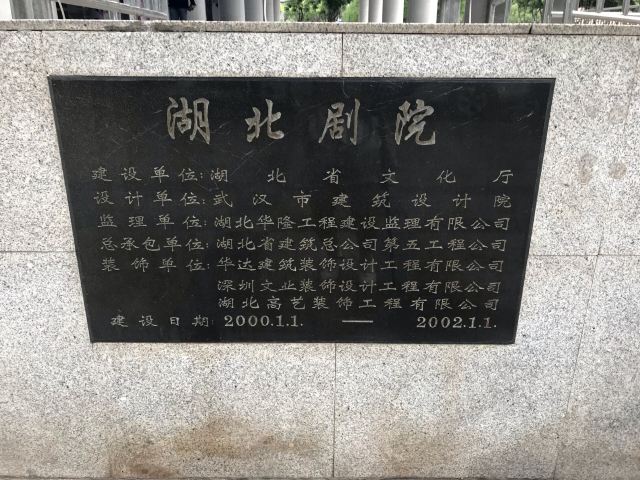 湖北剧院
建设单位:湖北省文化厅
设计单位:武汉市建筑设计院
监理单位:湖北华隆工程建设监理有限公司
总承包单位:湖北省建筑总公司第五工程公司
装饰单位:华达建筑装饰设计工程有限公司
深圳文业装饰设计工程有限公司
湖北高艺装饰工程有限公司
建设日期:2000.1.1. — 2002.1.1.